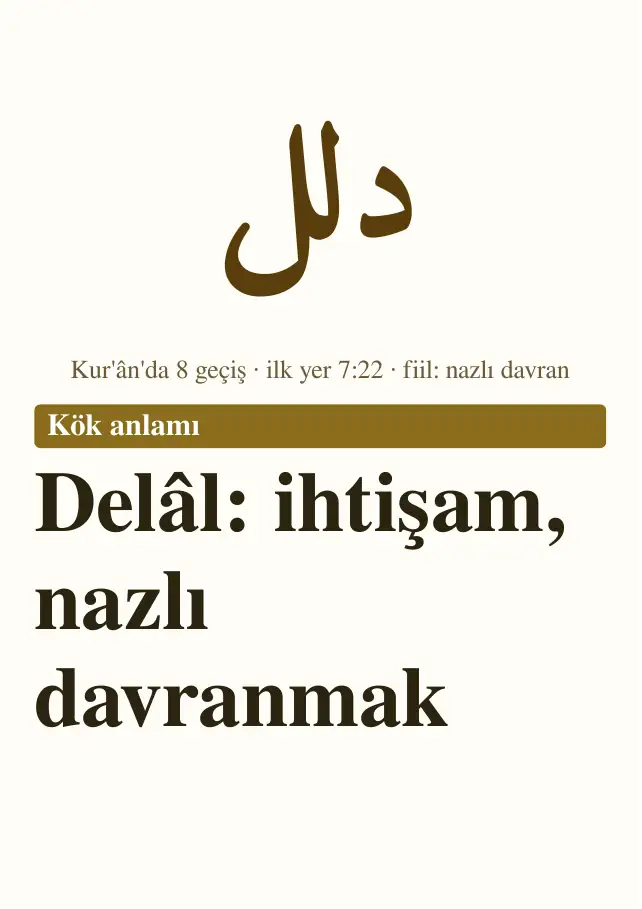 دلل
Kur'ân'da 8 geçiş · ilk yer 7:22 · fiil: nazlı davran
Kök anlamı
Delâl: ihtişam,
nazlı
davranmak